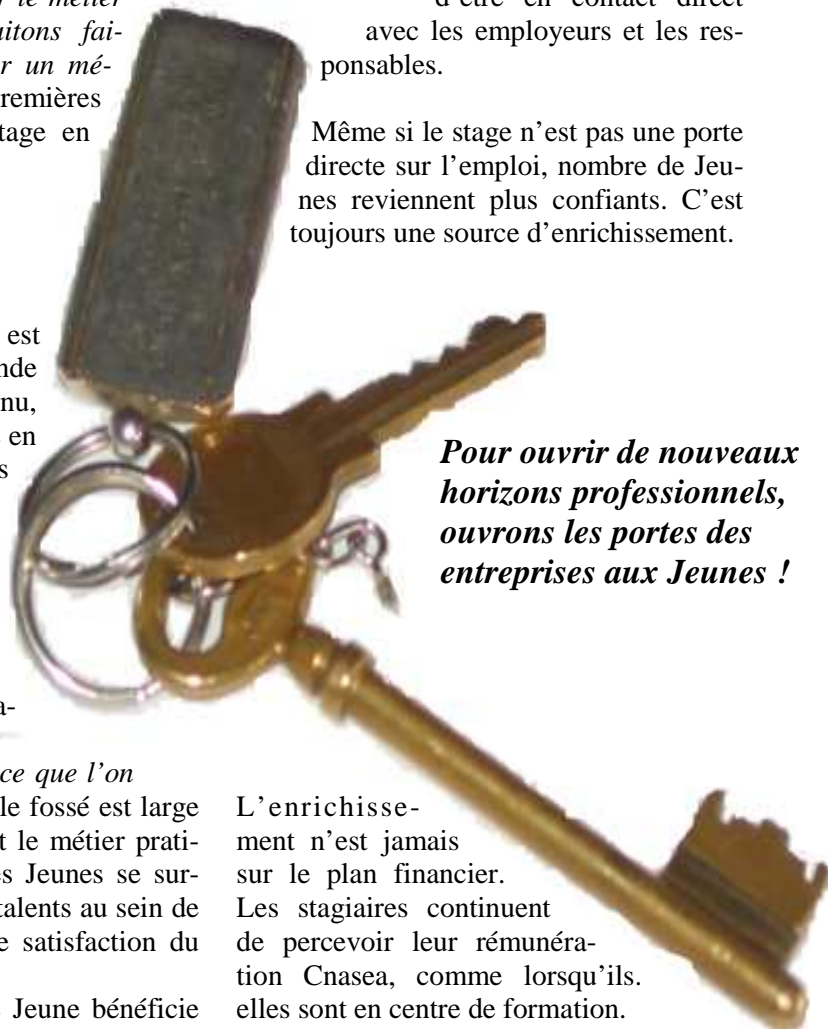 r le métier
uitons fai-
r un mé-
remières
tage en
est
nde
nu,
en
s
a-
ce que l'on
le fossé est large
t le métier prati-
es Jeunes se sur-
talents au sein de
e satisfaction du
Jeune bénéficie
d'être en contact direct
avec les employeurs et les res-
ponsables.
Même si le stage n'est pas une porte
directe sur l'emploi, nombre de Jeu-
nes reviennent plus confiants. C'est
toujours une source d'enrichissement.
Pour ouvrir de nouveaux
horizons professionnels,
ouvrons les portes des
entreprises aux Jeunes !
L'enrichisse-
ment n'est jamais
sur le plan financier.
Les stagiaires continuent
de percevoir leur rémunéra-
tion Cnasea, comme lorsqu'ils.
elles sont en centre de formation.